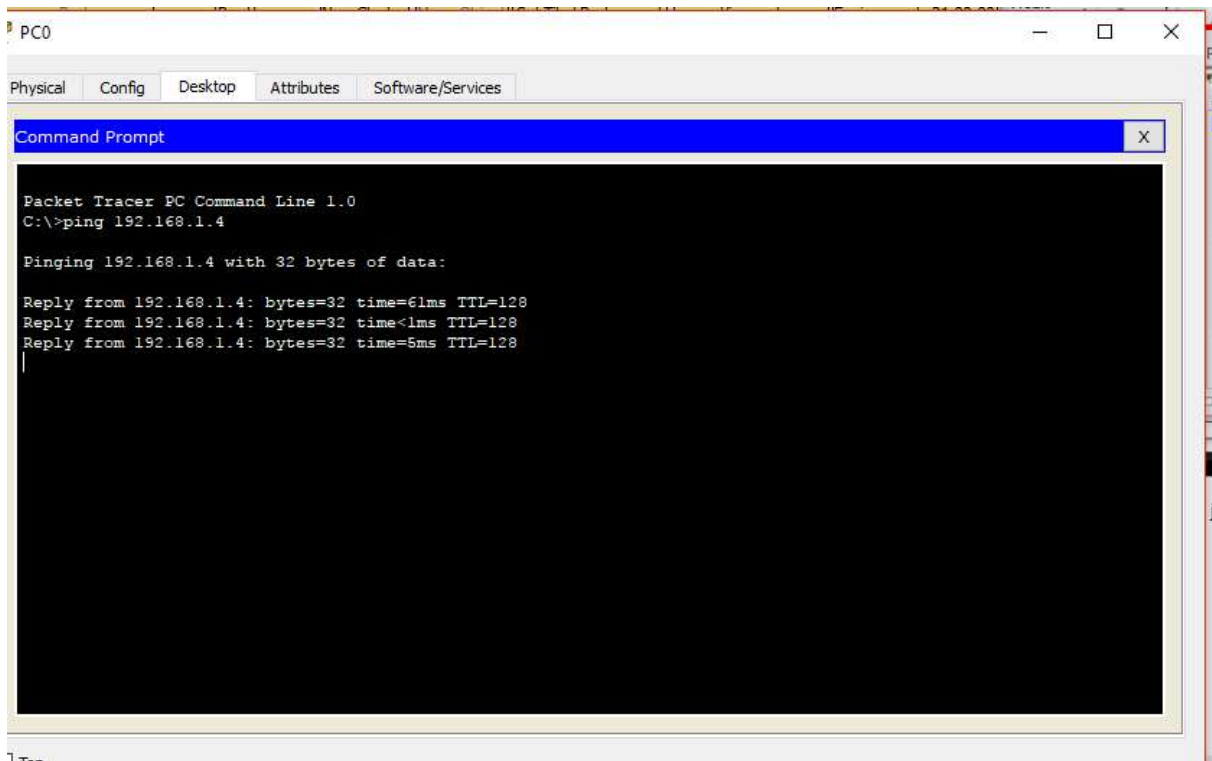 PC0
Physical Config Desktop Attributes Software/Services
Command Prompt X
Packet Tracer PC Command Line 1.0
C:\>ping 192.168.1.4
Pinging 192.168.1.4 with 32 bytes of data:
Reply from 192.168.1.4: bytes=32 time=61ms TTL=128
Reply from 192.168.1.4: bytes=32 time<1ms TTL=128
Reply from 192.168.1.4: bytes=32 time=5ms TTL=128